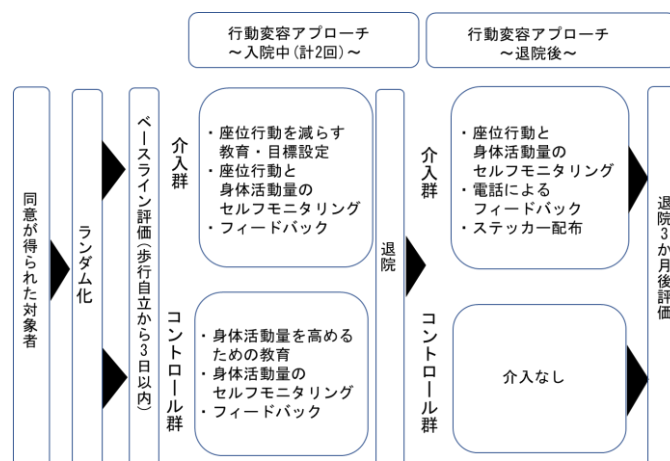 行動変容アプローチ
～入院中(計2回)～
行動変容アプローチ
～退院後～
同意が得られた対象者
ランダム化
ベースライン評価(歩行自立から3日以内)
介入群
・座位行動を減らす
教育・目標設定
・座位行動と
身体活動量の
セルフモニタリング
・フィードバック
コントロール群
・身体活動量を高める
ための教育
・身体活動量の
セルフモニタリング
・フィードバック
退院
介入群
・座位行動と
身体活動量の
セルフモニタリング
・電話による
フィードバック
・ステッカー配布
コントロール群
介入なし
退院3か月後評価